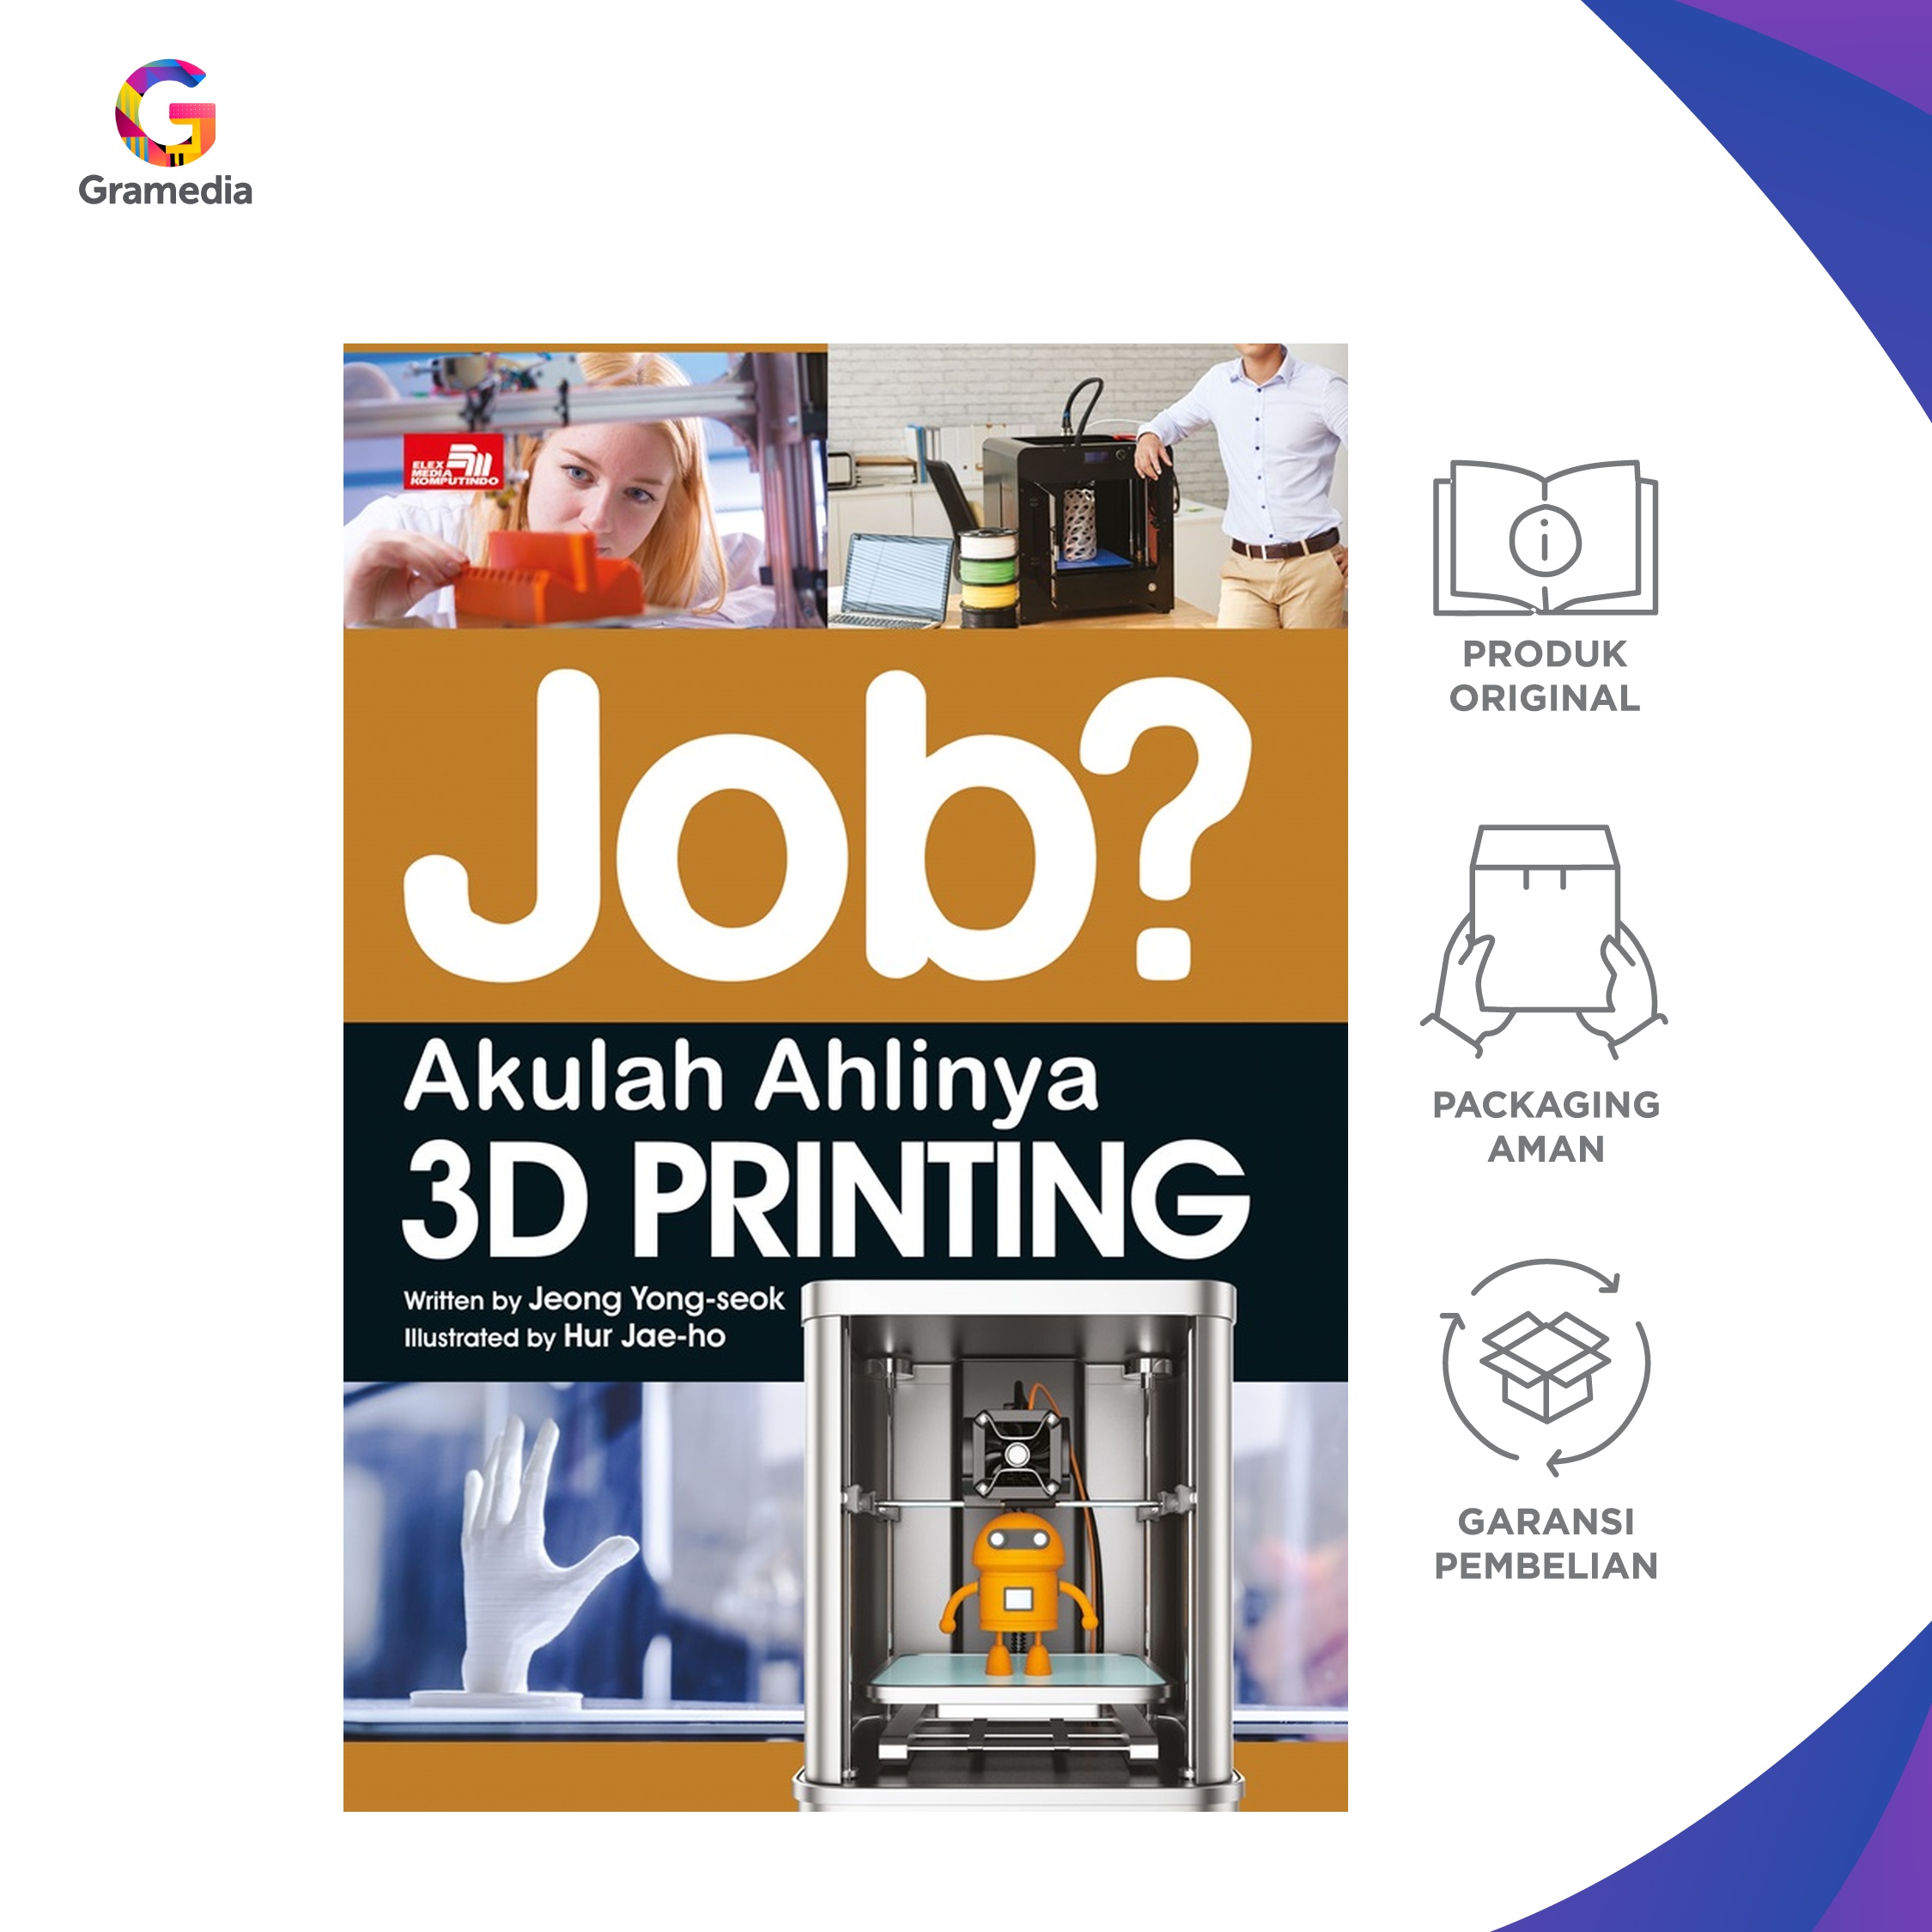 Gramedia
ELEX
MEDIA
KOMPUTINDO
Job?
Akulah Ahlinya
3D PRINTING
Written by Jeong Yong-seok
Illustrated by Hur Jae-ho
PRODUK
ORIGINAL
PACKAGING
AMAN
GARANSI
PEMBELIAN